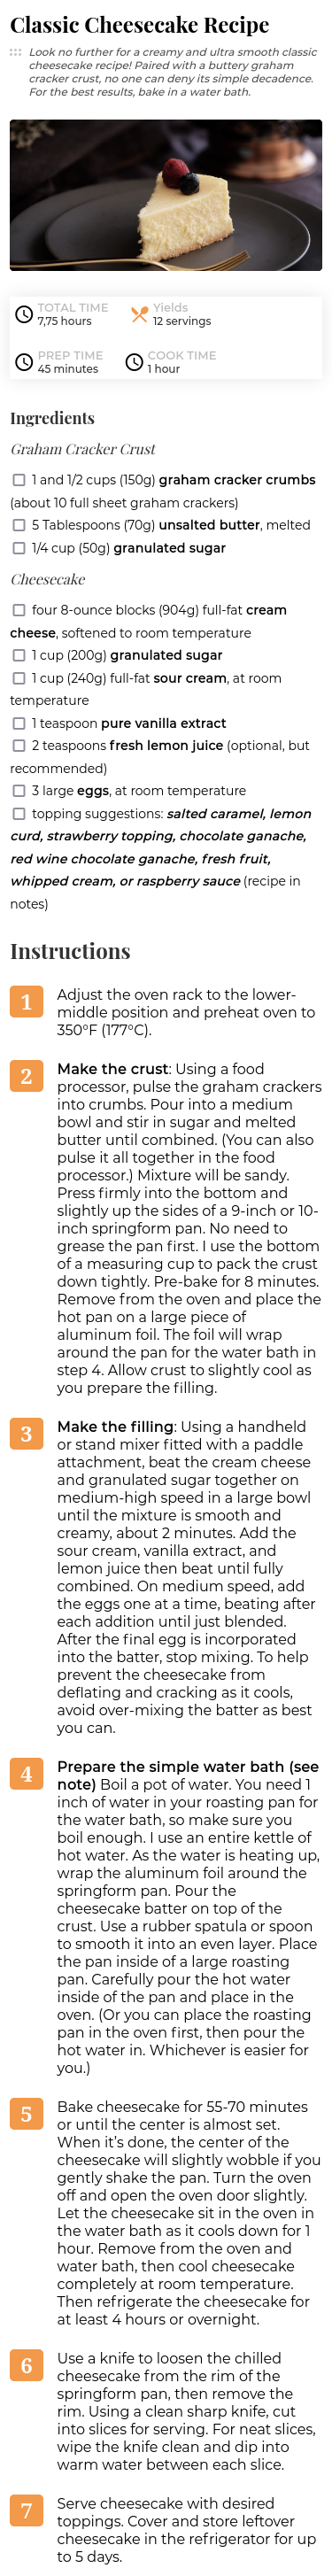 Classic Cheesecake Recipe
Look no further for a creamy and ultra smooth classic
cheesecake recipe! Paired with a buttery graham
cracker crust, no one can deny its simple decadence.
For the best results, bake in a water bath.
TOTAL TIME
7,75 hours
Yields
12 servings
PREP TIME
45 minutes
COOK TIME
1 hour
Ingredients
Graham Cracker Crust
1 and 1/2 cups (150g) graham cracker crumbs
(about 10 full sheet graham crackers)
5 Tablespoons (70g) unsalted butter, melted
1/4 cup (50g) granulated sugar
Cheesecake
four 8-ounce blocks (904g) full-fat cream
cheese, softened to room temperature
1 cup (200g) granulated sugar
1 cup (240g) full-fat sour cream, at room
temperature
1 teaspoon pure vanilla extract
2 teaspoons fresh lemon juice (optional, but
recommended)
3 large eggs, at room temperature
topping suggestions: salted caramel, lemon
curd, strawberry topping, chocolate ganache,
red wine chocolate ganache, fresh fruit,
whipped cream, or raspberry sauce (recipe in
notes)
Instructions
1 Adjust the oven rack to the lower-
middle position and preheat oven to
350°F (177°C).
2 Make the crust: Using a food
processor, pulse the graham crackers
into crumbs. Pour into a medium
bowl and stir in sugar and melted
butter until combined. (You can also
pulse it all together in the food
processor.) Mixture will be sandy.
Press firmly into the bottom and
slightly up the sides of a 9-inch or 10-
inch springform pan. No need to
grease the pan first. I use the bottom
of a measuring cup to pack the crust
down tightly. Pre-bake for 8 minutes.
Remove from the oven and place the
hot pan on a large piece of
aluminum foil. The foil will wrap
around the pan for the water bath in
step 4. Allow crust to slightly cool as
you prepare the filling.
3 Make the filling: Using a handheld
or stand mixer fitted with a paddle
attachment, beat the cream cheese
and granulated sugar together on
medium-high speed in a large bowl
until the mixture is smooth and
creamy, about 2 minutes. Add the
sour cream, vanilla extract, and
lemon juice then beat until fully
combined. On medium speed, add
the eggs one at a time, beating after
each addition until just blended.
After the final egg is incorporated
into the batter, stop mixing. To help
prevent the cheesecake from
deflating and cracking as it cools,
avoid over-mixing the batter as best
you can.
4 Prepare the simple water bath (see
note) Boil a pot of water. You need 1
inch of water in your roasting pan for
the water bath, so make sure you
boil enough. I use an entire kettle of
hot water. As the water is heating up,
wrap the aluminum foil around the
springform pan. Pour the
cheesecake batter on top of the
crust. Use a rubber spatula or spoon
to smooth it into an even layer. Place
the pan inside of a large roasting
pan. Carefully pour the hot water
inside of the pan and place in the
oven. (Or you can place the roasting
pan in the oven first, then pour the
hot water in. Whichever is easier for
you.)
5 Bake cheesecake for 55-70 minutes
or until the center is almost set.
When it's done, the center of the
cheesecake will slightly wobble if you
gently shake the pan. Turn the oven
off and open the oven door slightly.
Let the cheesecake sit in the oven in
the water bath as it cools down for 1
hour. Remove from the oven and
water bath, then cool cheesecake
completely at room temperature.
Then refrigerate the cheesecake for
at least 4 hours or overnight.
6 Use a knife to loosen the chilled
cheesecake from the rim of the
springform pan, then remove the
rim. Using a clean sharp knife, cut
into slices for serving. For neat slices,
wipe the knife clean and dip into
warm water between each slice.
7 Serve cheesecake with desired
toppings. Cover and store leftover
cheesecake in the refrigerator for up
to 5 days.